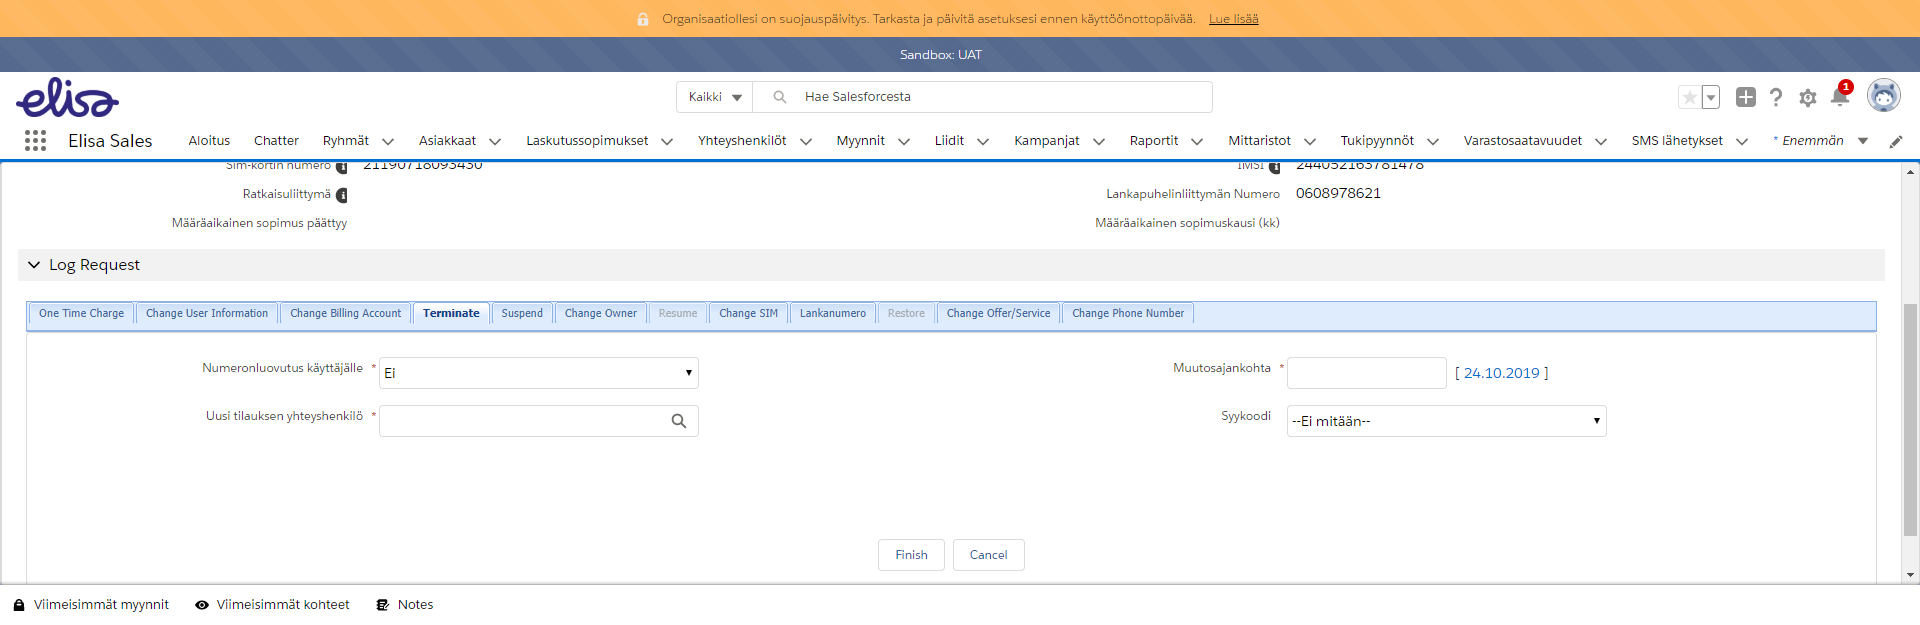 Organisaatiollesi on suojauspäivitys. Tarkasta ja päivitä asetuksesi ennen käyttöönottopäivää. Lue lisää
Sandbox: UAT
elisa
Kaikki Hae Salesforcesta
1
Elisa Sales Aloitus Chatter Ryhmät Asiakkaat Laskutussopimukset Yhteyshenkilöt Myynnit Liidit Kampanjat Raportit Mittaristot Tukipyynnöt Varastosaatavuudet SMS lähetykset * Enemmän
Sim-kortin numero 21190718093430 IMSI 244052163781478
Ratkaisuliittymä Lankapuhelinliittymän Numero 0608978621
Määräaikainen sopimus päättyy Määräaikainen sopimuskausi (kk)
Log Request
One Time Charge Change User Information Change Billing Account Terminate Suspend Change Owner Resume Change SIM Lankanumero Restore Change Offer/Service Change Phone Number
Numeronluovutus käyttäjälle * Ei Muutosajankohta * [ 24.10.2019 ]
Uusi tilauksen yhteyshenkilö * Syykoodi --Ei mitään--
Finish Cancel
Viimeisimmät myynnit Viimeisimmät kohteet Notes